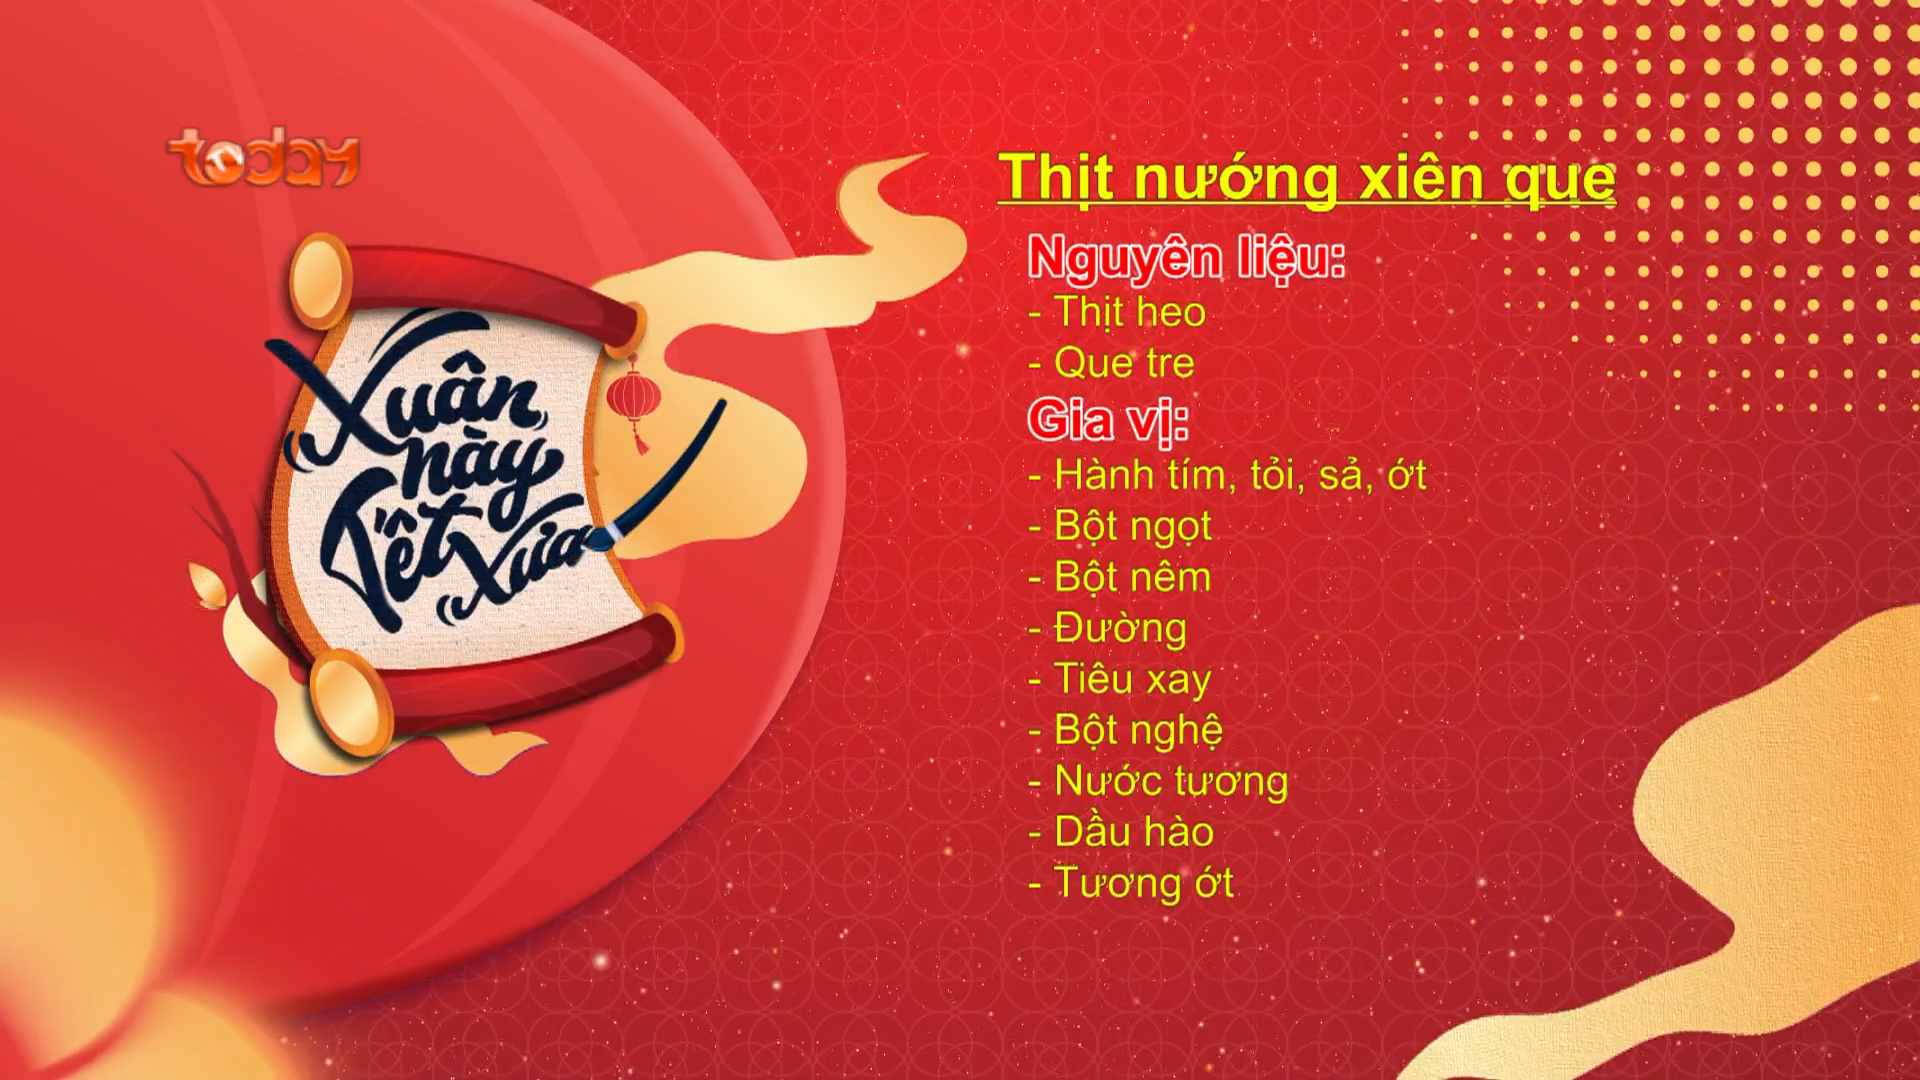 today
Xuân
này
Tết
Xưa
Thịt nướng xiên que
Nguyên liệu:
- Thịt heo
- Que tre
Gia vị:
- Hành tím, tỏi, sả, ớt
- Bột ngọt
- Bột nêm
- Đường
- Tiêu xay
- Bột nghệ
- Nước tương
- Dầu hào
- Tương ớt